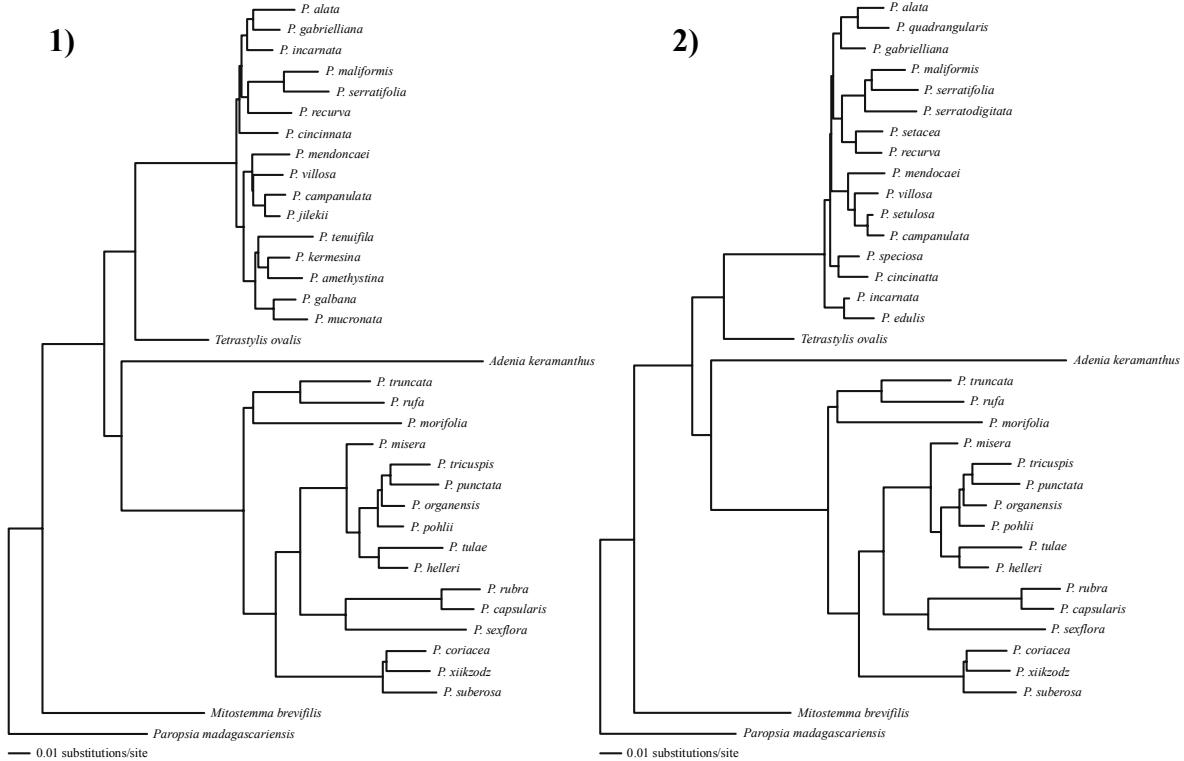 1)
P. alata
P. gabrielliana
P. incarnata
P. maliformis
P. serratifolia
P. recurva
P. cincinnata
P. mendoncaei
P. villosa
P. campanulata
P. jilekii
P. tenuifila
P. kermesina
P. amethystina
P. galbana
P. mucronata
Tetrastylis ovalis
Adenia keramanthus
P. truncata
P. rufa
P. morifolia
P. misera
P. tricuspis
P. punctata
P. organensis
P. pohlii
P. tulae
P. helleri
P. rubra
P. capsularis
P. sexflora
P. coriacea
P. xiikzodz
P. suberosa
Mitostemma brevifilis
Paropsia madagascariensis
0.01 substitutions/site
2)
P. alata
P. quadrangularis
P. gabrielliana
P. maliformis
P. serratifolia
P. serratodigitata
P. setacea
P. recurva
P. mendocaei
P. villosa
P. setulosa
P. campanulata
P. speciosa
P. cincinatta
P. incarnata
P. edulis
Tetrastylis ovalis
Adenia keramanthus
P. truncata
P. rufa
P. morifolia
P. misera
P. tricuspis
P. punctata
P. organensis
P. pohlii
P. tulae
P. helleri
P. rubra
P. capsularis
P. sexflora
P. coriacea
P. xiikzodz
P. suberosa
Mitostemma brevifilis
Paropsia madagascariensis
0.01 substitutions/site